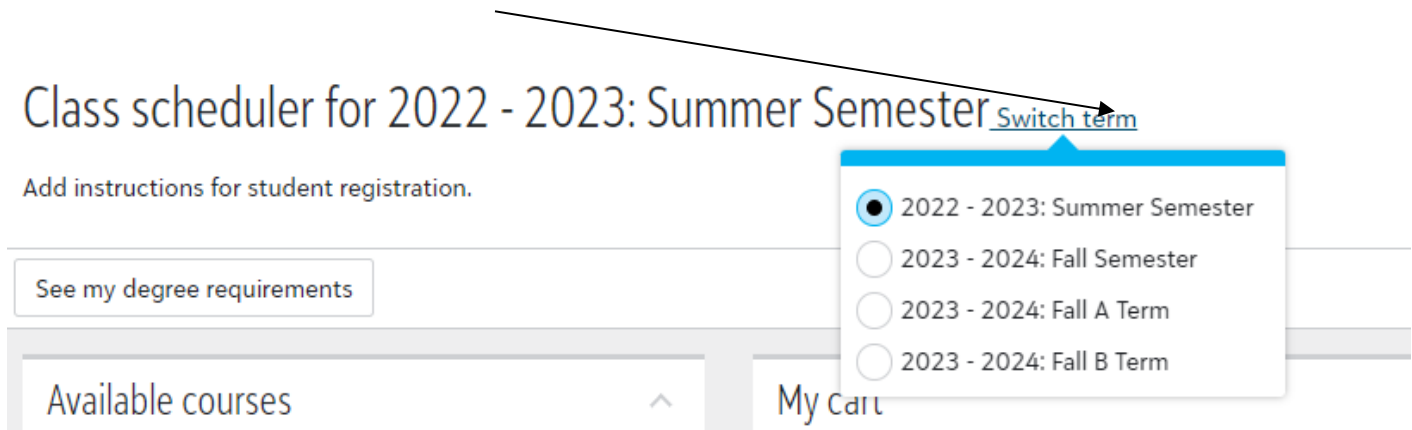 Class scheduler for 2022 - 2023: Summer Semester Switch term
Add instructions for student registration.
2022 - 2023: Summer Semester
2023 - 2024: Fall Semester
2023 - 2024: Fall A Term
2023 - 2024: Fall B Term
See my degree requirements
Available courses
My cart